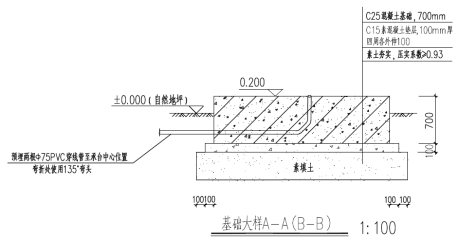 C25混凝土基础，700mm
C15素混凝土垫层，100mm厚
四周各外伸100
素土夯实，压实系数≥0.93
0.200
±0.000（自然地坪）
700
100
预埋两根Φ75PVC穿线管至承台中心位置
弯折处使用135°弯头
素填土
100100
100 100
基础大样A-A(B-B) 1:100